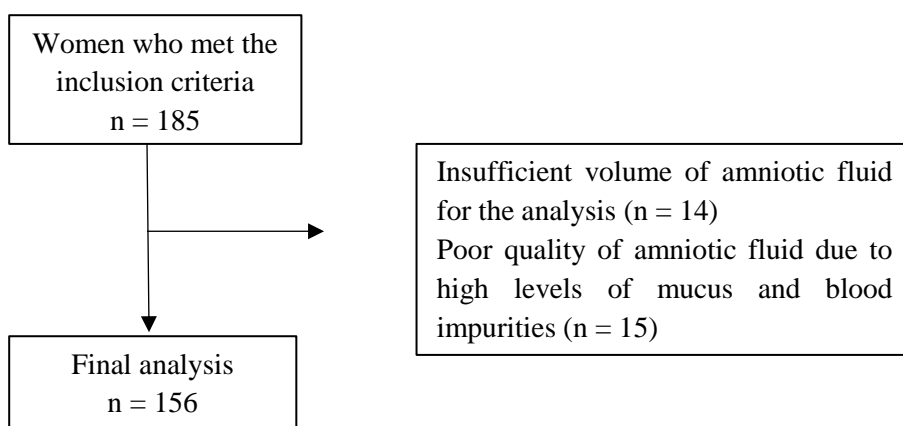 Women who met the
inclusion criteria
n = 185
Insufficient volume of amniotic fluid
for the analysis (n = 14)
Poor quality of amniotic fluid due to
high levels of mucus and blood
impurities (n = 15)
Final analysis
n = 156